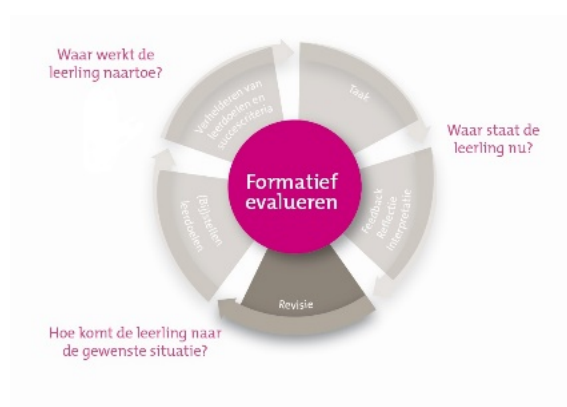 Waar werkt de
leerling naartoe?
Verhelderen van
leerdoelen en
succescriteria
Taak
Waar staat de
leerling nu?
Formatief
evalueren
Feedback
Reflectie
Interpretatie
(Bij)stellen
leerdoelen
Revisie
Hoe komt de leerling naar
de gewenste situatie?